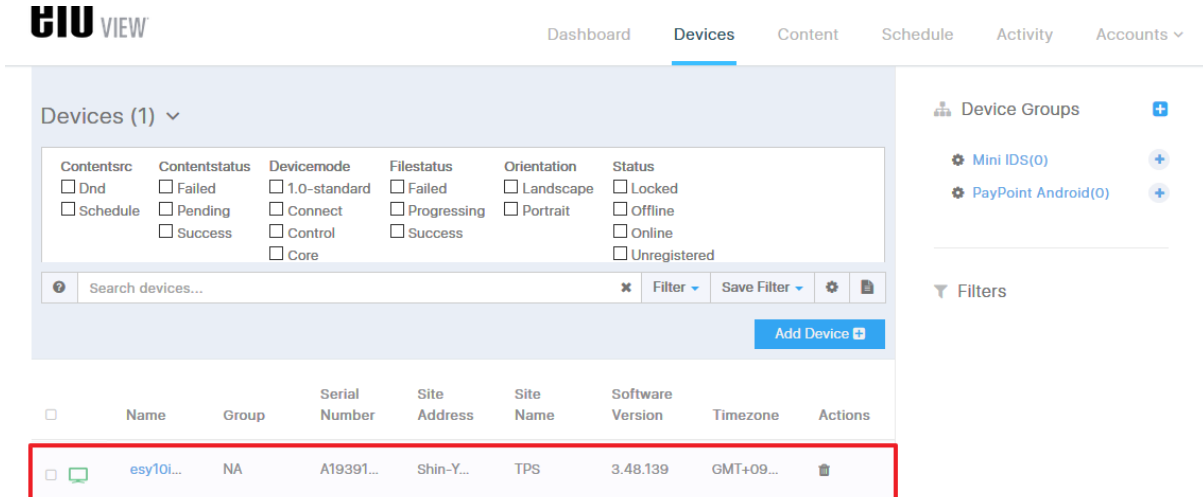 elo VIEW
Dashboard Devices Content Schedule Activity Accounts
Devices (1)
Device Groups
Contentsrc Contentstatus Devicemode Filestatus Orientation Status
Dnd Failed 1.0-standard Failed Landscape Locked
Schedule Pending Connect Progressing Portrait Offline
Success Control Success Online
Core Unregistered
Mini IDS(0)
PayPoint Android(0)
Search devices... Filter Save Filter
Filters
Add Device
Name Group Serial Number Site Address Site Name Software Version Timezone Actions
esy10i... NA A19391... Shin-Y... TPS 3.48.139 GMT+09...